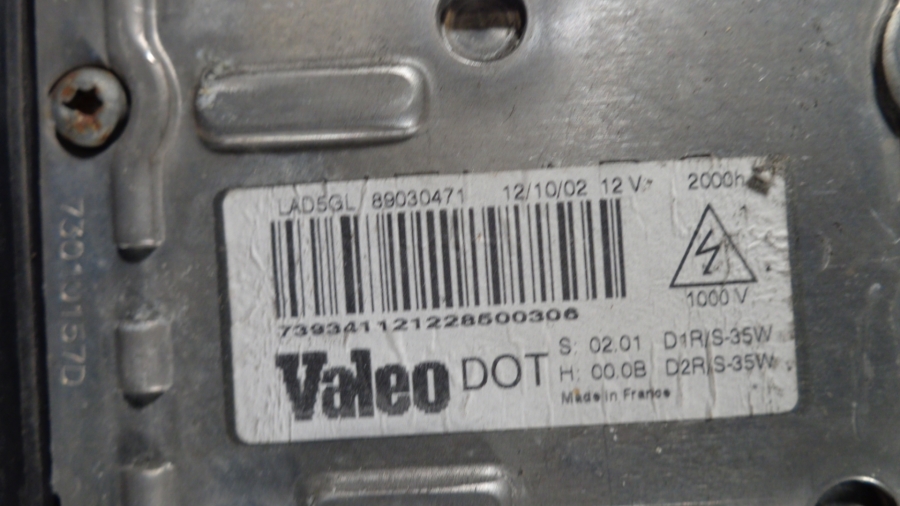 LAD5GL 89030471 12/10/02 12 V 2000h
1000 V
739341121228500306
Valeo DOT
S: 02.01 D1R/S-35W
H: 00.0B D2R/S-35W
Made in France